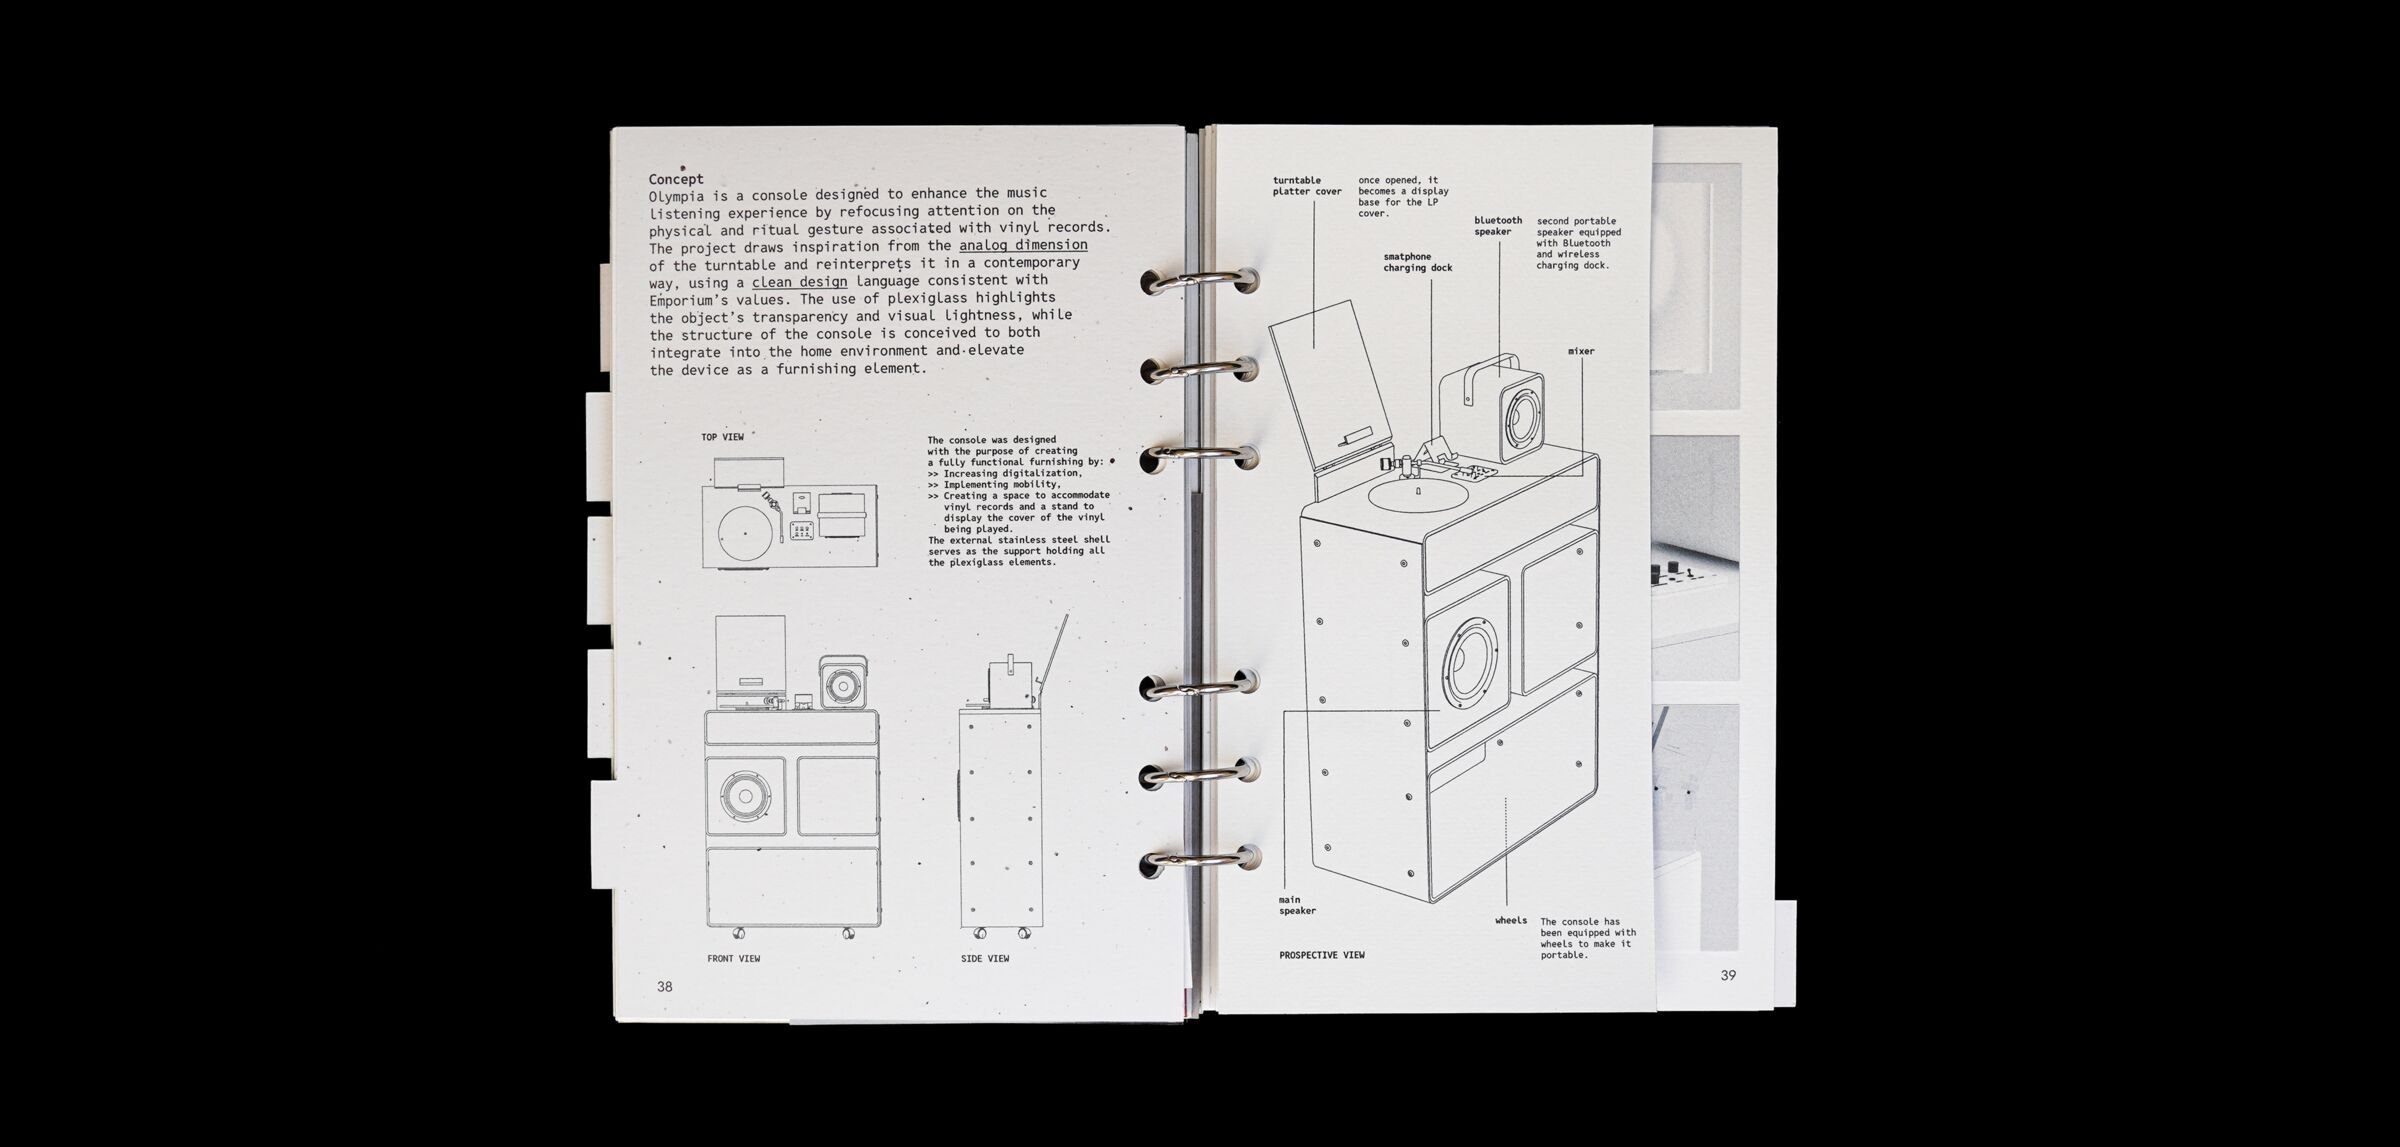 Concept
Olympia is a console designed to enhance the music
listening experience by refocusing attention on the
physical and ritual gesture associated with vinyl records.
The project draws inspiration from the analog dimension
of the turntable and reinterprets it in a contemporary
way, using a clean design language consistent with
Emporium’s values. The use of plexiglass highlights
the object’s transparency and visual lightness, while
the structure of the console is conceived to both
integrate into the home environment and elevate
the device as a furnishing element.
TOP VIEW
The console was designed
with the purpose of creating
a fully functional furnishing by:
>> Increasing digitalization,
>> Implementing mobility,
>> Creating a space to accommodate
vinyl records and a stand to
display the cover of the vinyl
being played.
The external stainless steel shell
serves as the support holding all
the plexiglass elements.
FRONT VIEW
SIDE VIEW
38
turntable
platter cover
once opened, it
becomes a display
base for the LP
cover.
bluetooth
speaker
second portable
speaker equipped
with Bluetooth
and wireless
charging dock.
smatphone
charging dock
mixer
main
speaker
wheels
The console has
been equipped with
wheels to make it
portable.
PROSPECTIVE VIEW
39